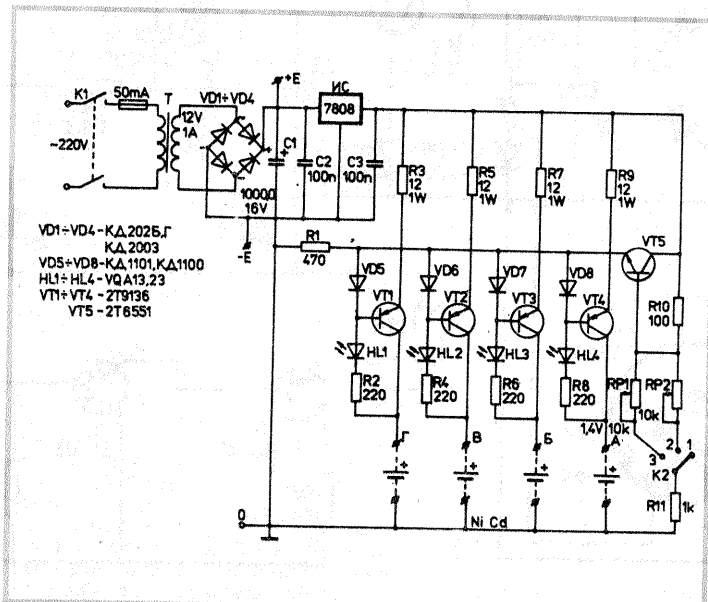 +E
ИС
K1
50mA
T
VD1÷VD4
7808
12V
1A
~220V
C1
C2
100n
C3
100n
R3
12
1W
R5
12
1W
R7
12
1W
R9
12
1W
16V
VD1÷VD4-КД202Б,Г
КД2003
VD5÷VD8-КД1101,КД1100
HL1÷HL4-VQA13,23
VT1÷VT4-2T9136
VT5-2T6551
-E
R1
470
VT5
VD5
VD6
VD7
VD8
VT1
VT2
VT3
VT4
R10
100
HL1
HL2
HL3
HL4
R2
220
R4
220
R6
220
R8
220
RP1
RP2
10k
1,4V
10k
Г
В
Б
А
2
1
3
K2
R11
1k
0
Ni Cd